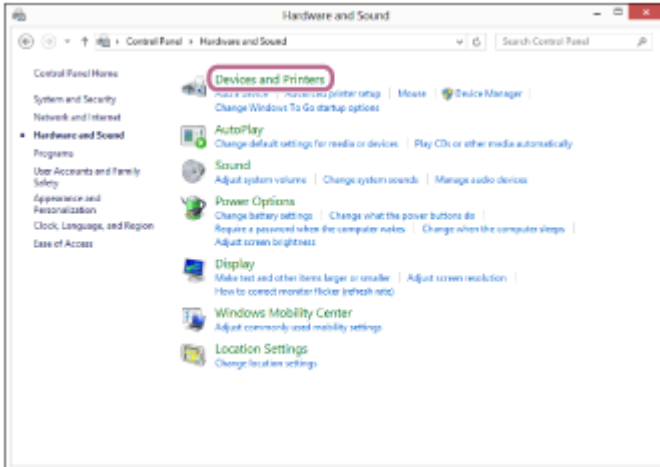 Hardware and Sound
Control Panel › Hardware and Sound
Search Control Panel
Control Panel Home
System and Security
Network and Internet
Hardware and Sound
Programs
User Accounts and Family
Safety
Appearance and
Personalization
Clock, Language, and Region
Ease of Access
Devices and Printers
Add a device | Advanced printer setup | Mouse | Device Manager
Change Windows To Go startup options
AutoPlay
Change default settings for media or devices | Play CDs or other media automatically
Sound
Adjust system volume | Change system sounds | Manage audio devices
Power Options
Change battery settings | Change what the power buttons do
Require a password when the computer wakes | Change when the computer sleeps
Adjust screen brightness
Display
Make text and other items larger or smaller | Adjust screen resolution
How to correct monitor flicker (refresh rate)
Windows Mobility Center
Adjust commonly used mobility settings
Location Settings
Change location settings